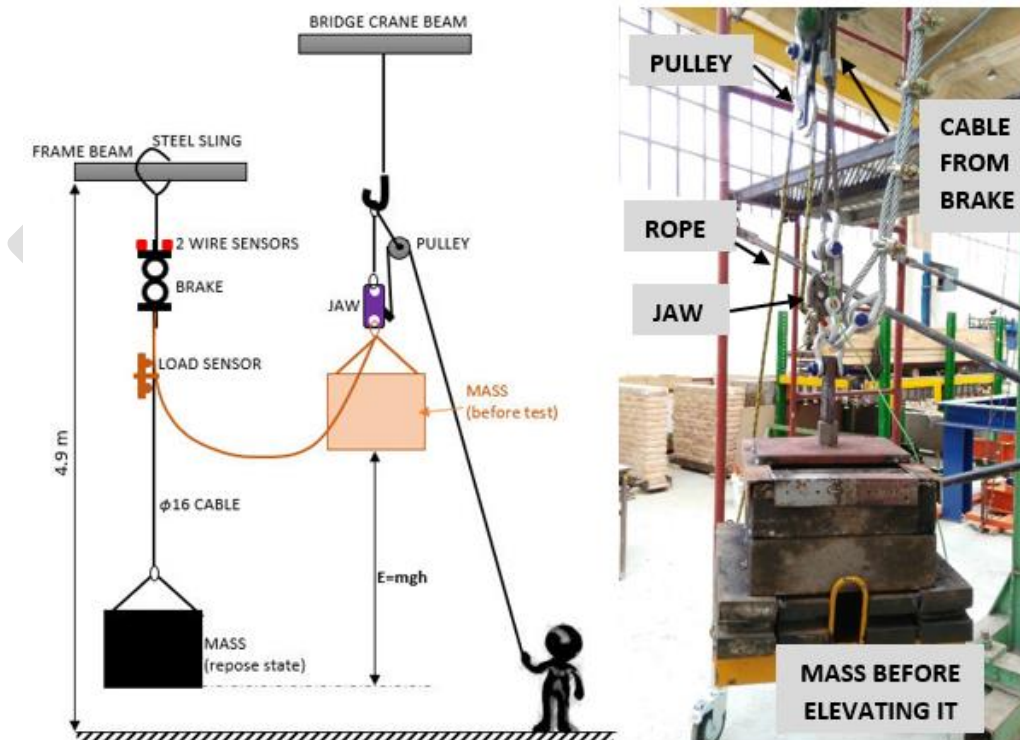 BRIDGE CRANE BEAM
STEEL SLING
FRAME BEAM
2 WIRE SENSORS
BRAKE
PULLEY
JAW
LOAD SENSOR
MASS
(before test)
4.9 m
ϕ16 CABLE
E=mgh
MASS
(repose state)
PULLEY
CABLE
FROM
BRAKE
ROPE
JAW
MASS BEFORE
ELEVATING IT